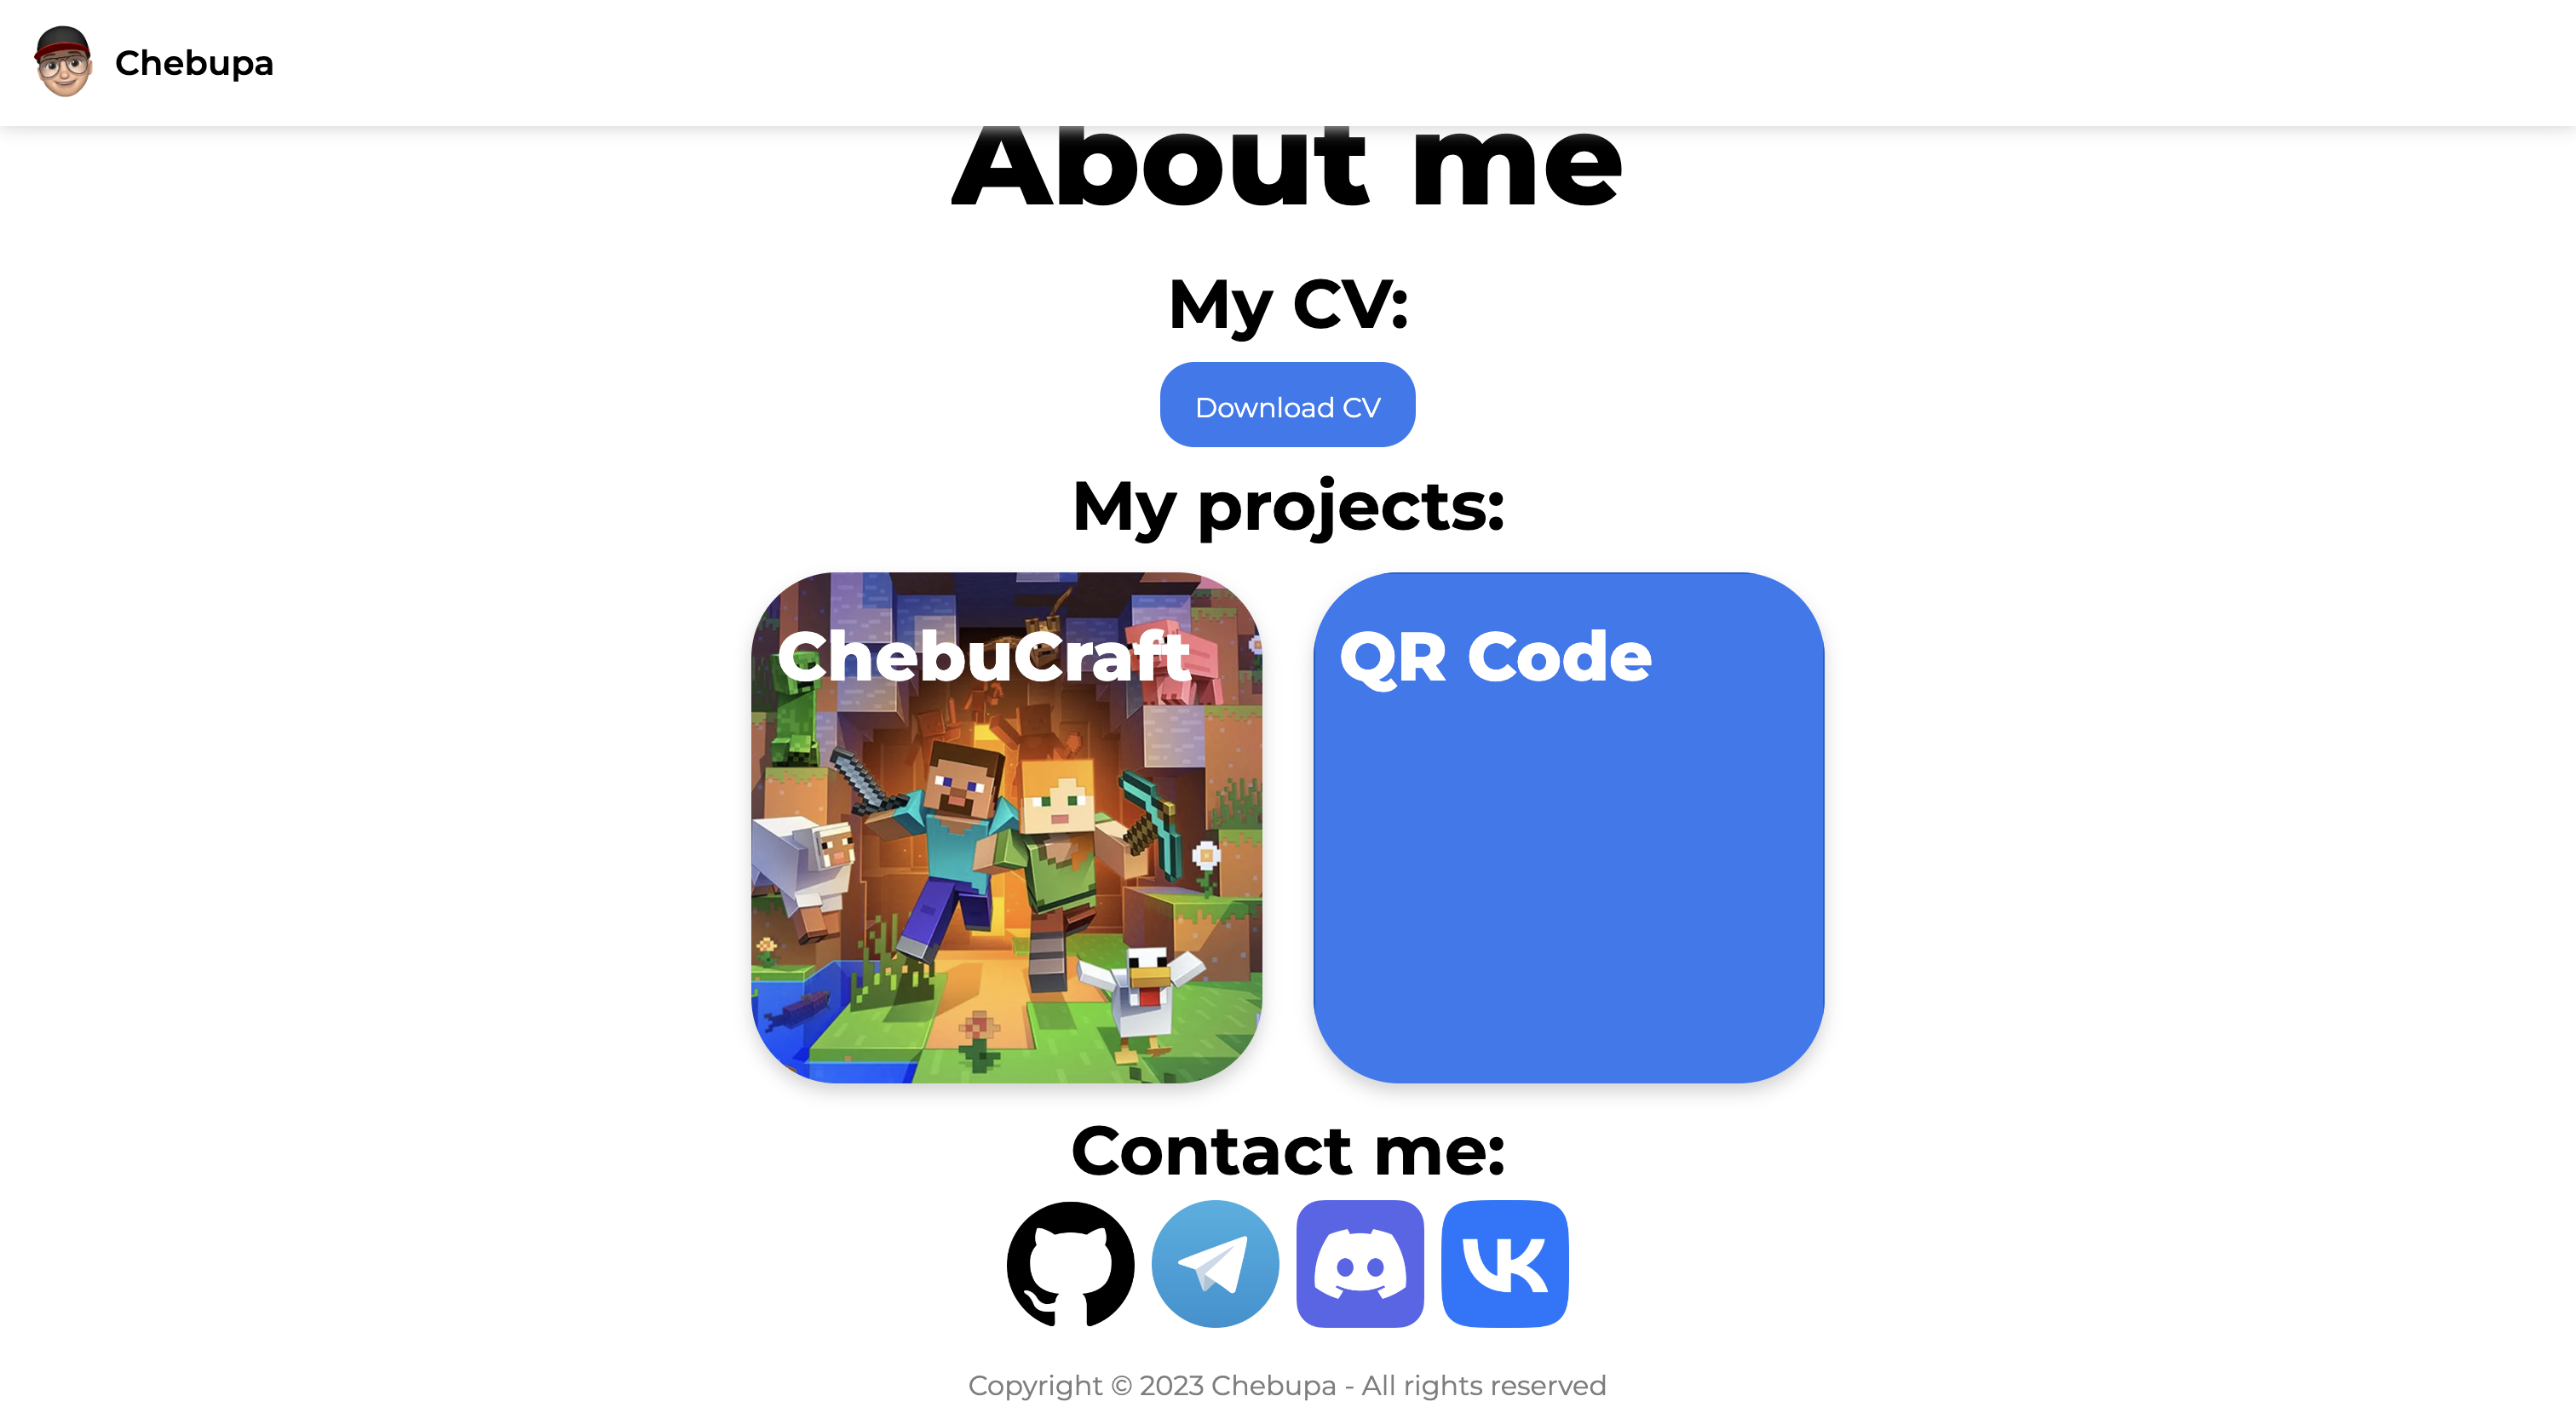 Chebupa
About me
My CV:
Download CV
My projects:
ChebuCraft
QR Code
Contact me:
VK
Copyright © 2023 Chebupa - All rights reserved